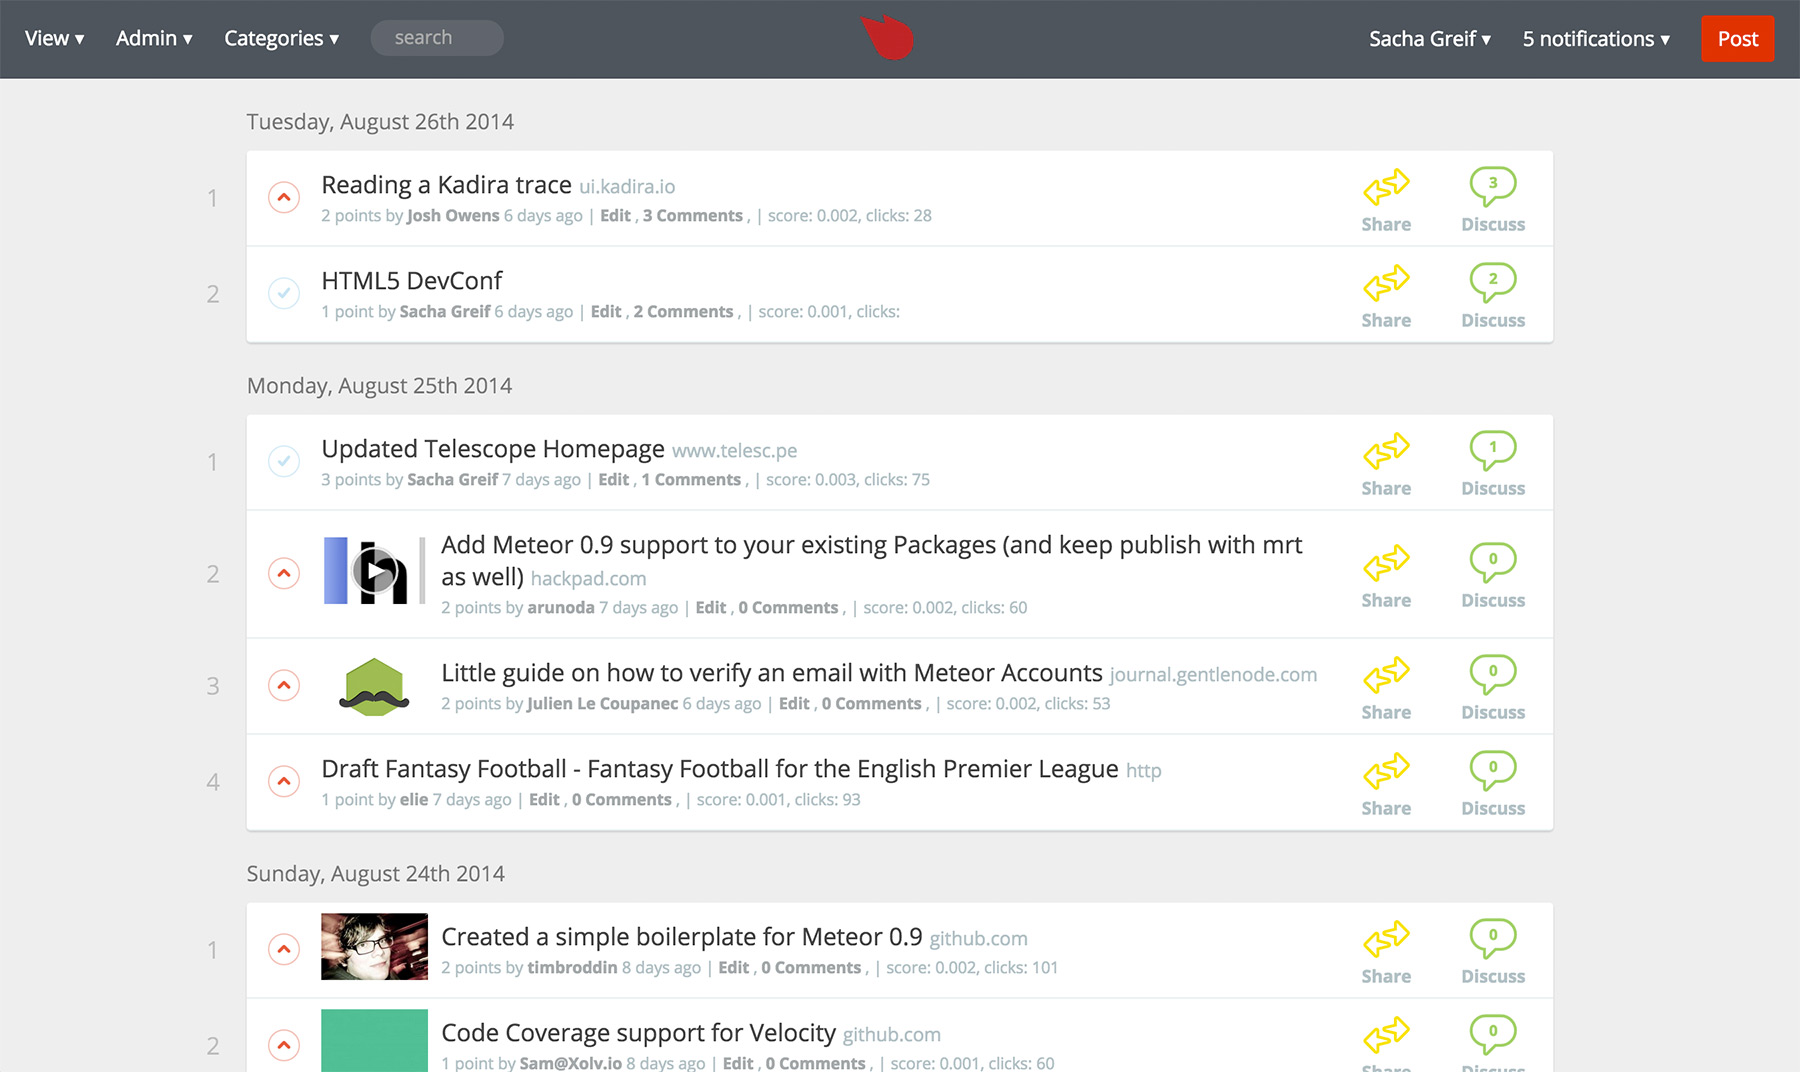 View ▾ Admin ▾ Categories ▾ search Sacha Greif ▾ 5 notifications ▾ Post
Tuesday, August 26th 2014
1
Reading a Kadira trace ui.kadira.io
2 points by Josh Owens 6 days ago | Edit , 3 Comments , | score: 0.002, clicks: 28
3
Share Discuss
2
HTML5 DevConf
1 point by Sacha Greif 6 days ago | Edit , 2 Comments , | score: 0.001, clicks:
2
Share Discuss
Monday, August 25th 2014
1
Updated Telescope Homepage www.telesc.pe
3 points by Sacha Greif 7 days ago | Edit , 1 Comments , | score: 0.003, clicks: 75
1
Share Discuss
2
h
Add Meteor 0.9 support to your existing Packages (and keep publish with mrt
as well) hackpad.com
2 points by arunoda 7 days ago | Edit , 0 Comments , | score: 0.002, clicks: 60
0
Share Discuss
3
Little guide on how to verify an email with Meteor Accounts journal.gentlenode.com
2 points by Julien Le Coupanec 6 days ago | Edit , 0 Comments , | score: 0.002, clicks: 53
0
Share Discuss
4
Draft Fantasy Football - Fantasy Football for the English Premier League http
1 point by elie 7 days ago | Edit , 0 Comments , | score: 0.001, clicks: 93
0
Share Discuss
Sunday, August 24th 2014
1
Created a simple boilerplate for Meteor 0.9 github.com
2 points by timbroddin 8 days ago | Edit , 0 Comments , | score: 0.002, clicks: 101
0
Share Discuss
2
Code Coverage support for Velocity github.com
1 point by Sam@Xolv.io 8 days ago | Edit , 0 Comments , | score: 0.001, clicks: 60
0
Share Discuss